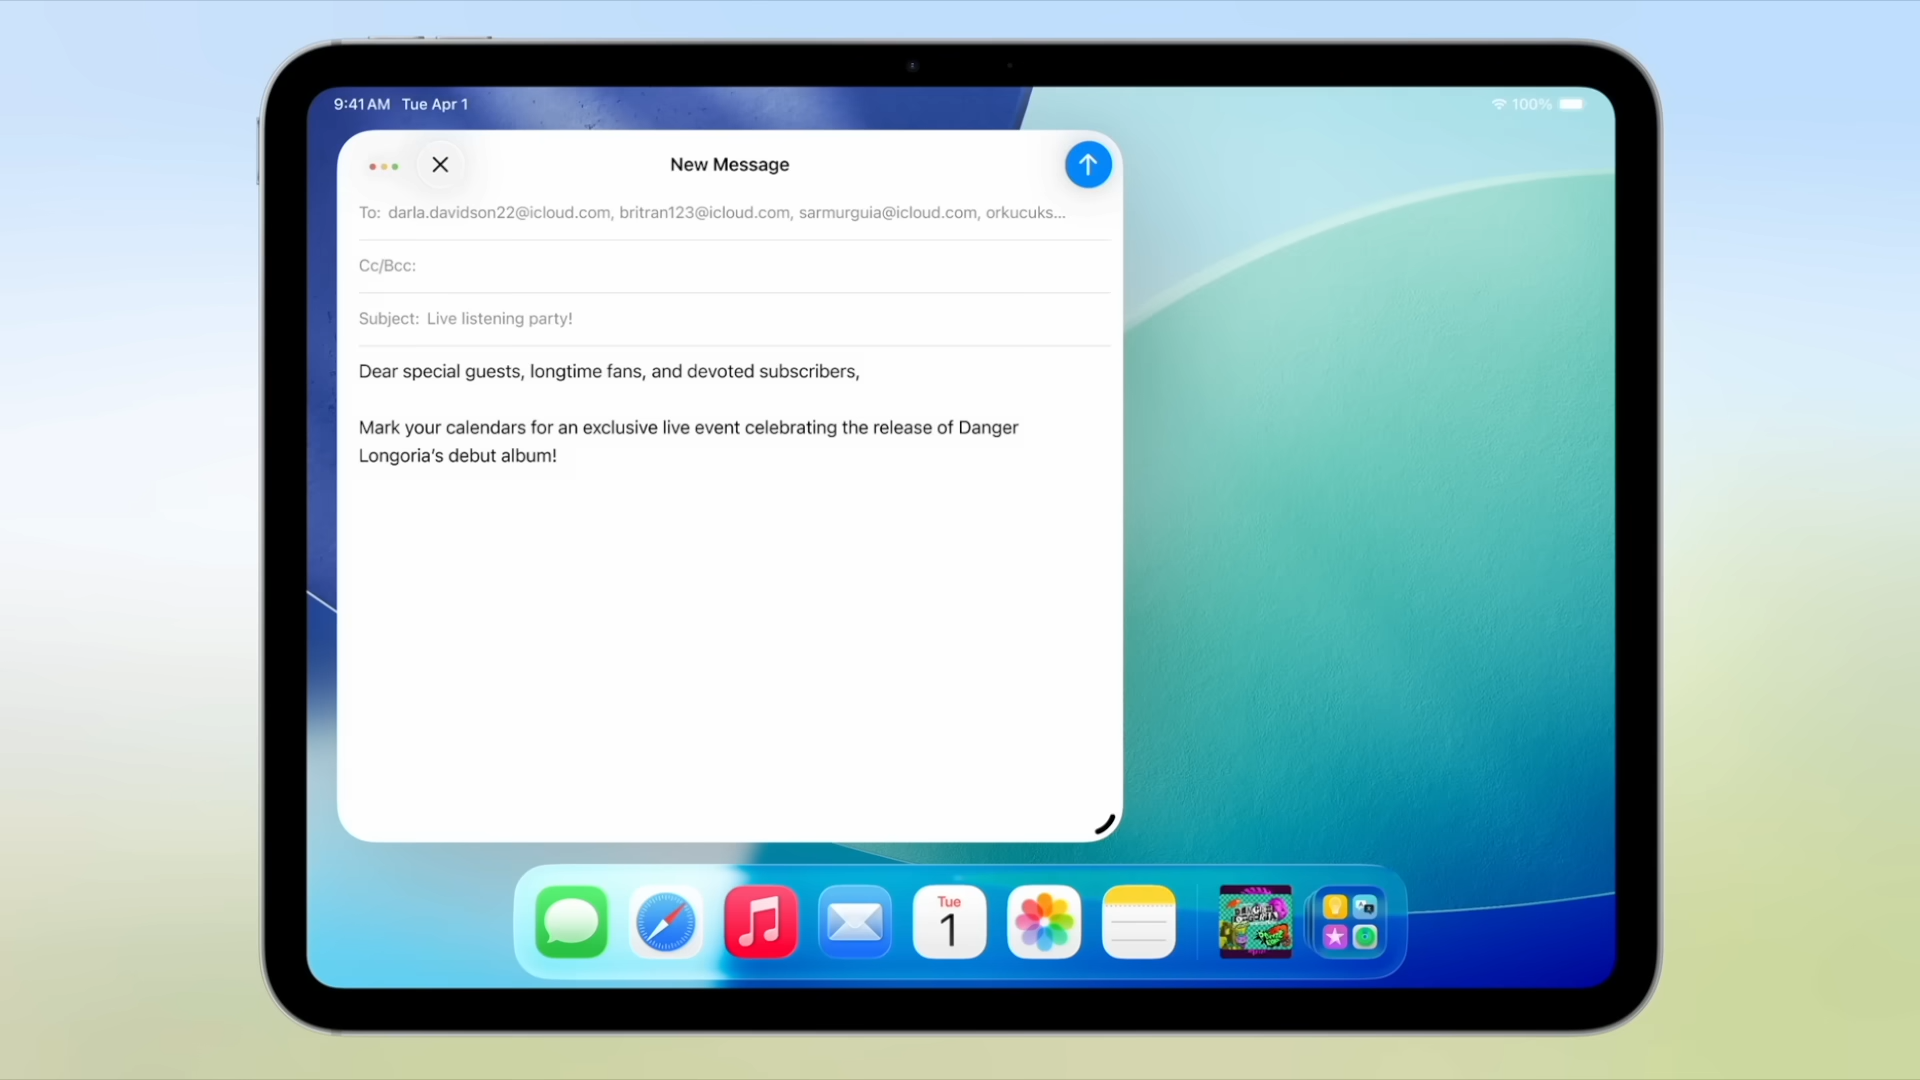 9:41 AM Tue Apr 1
100%
New Message
To: darla.davidson22@icloud.com, britran123@icloud.com, sarmurguia@icloud.com, orkucuks...
Cc/Bcc:
Subject: Live listening party!
Dear special guests, longtime fans, and devoted subscribers,
Mark your calendars for an exclusive live event celebrating the release of Danger
Longoria’s debut album!
Tue
1